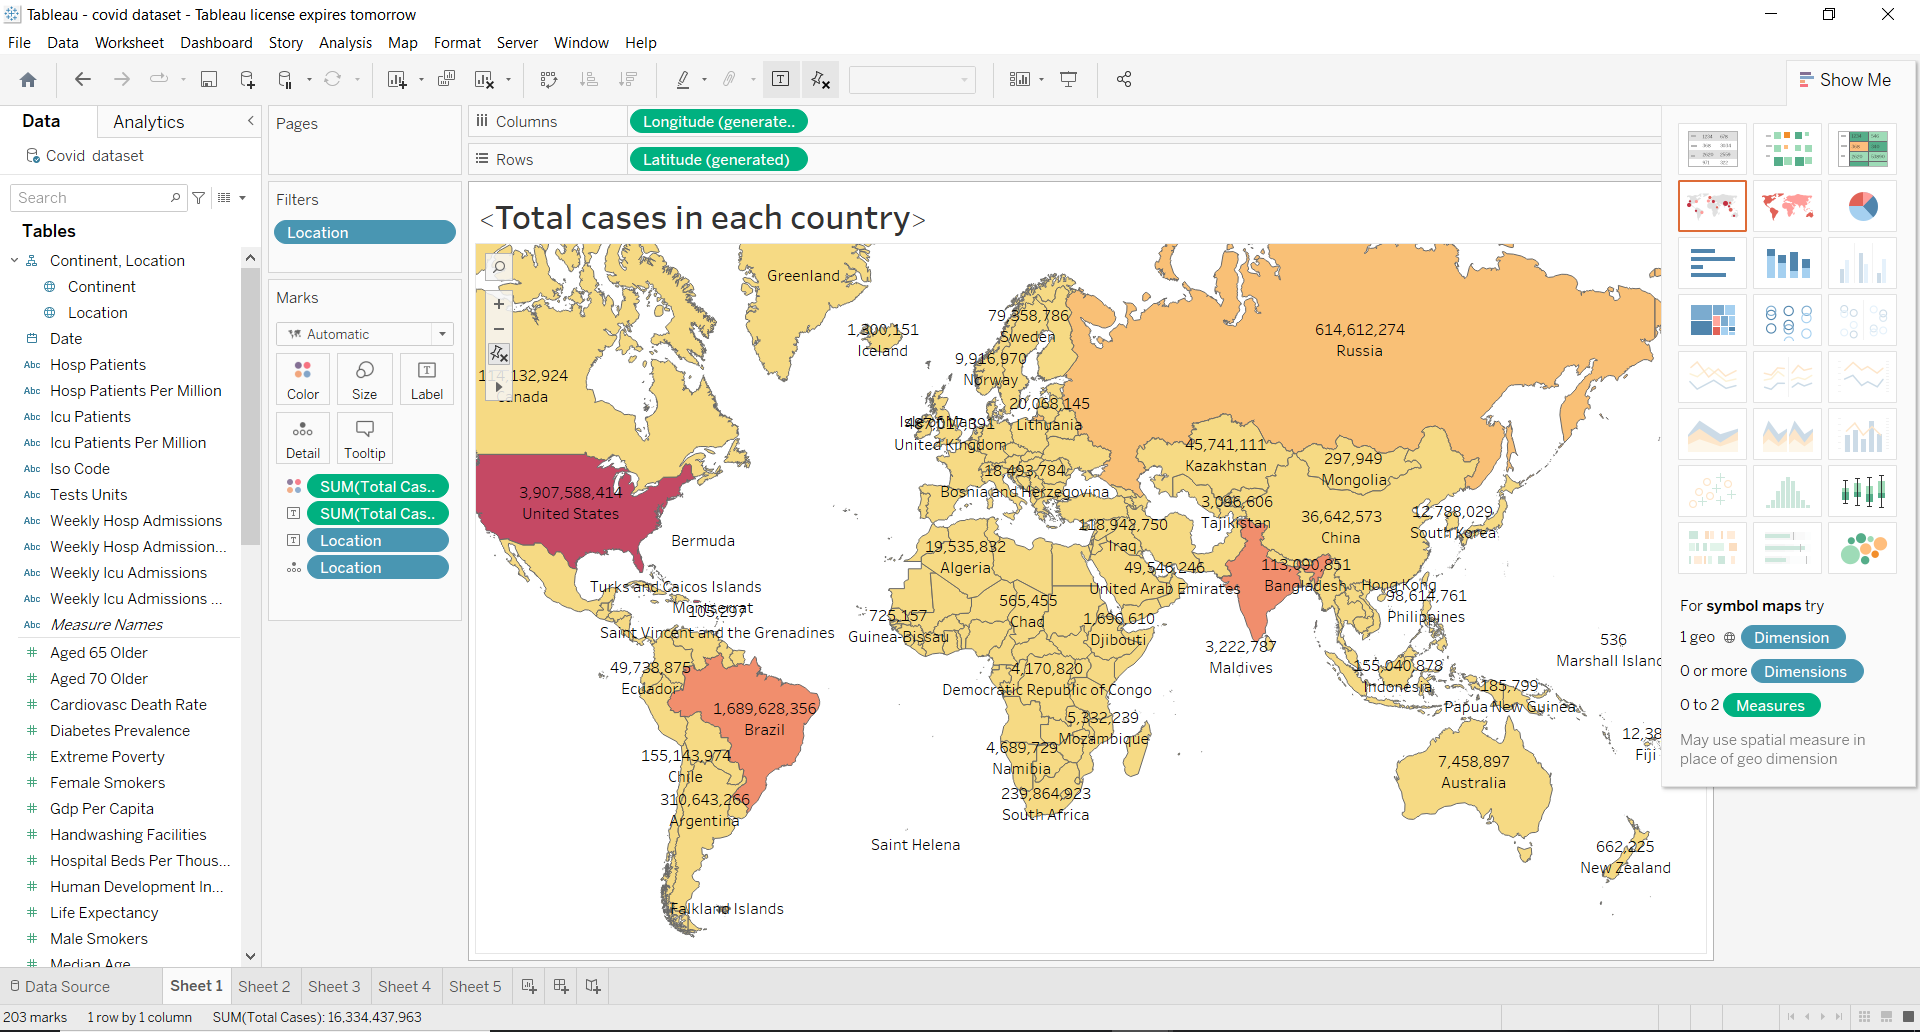 Tableau - covid dataset - Tableau license expires tomorrow
File Data Worksheet Dashboard Story Analysis Map Format Server Window Help
Show Me
Data Analytics
Covid dataset
Search
Tables
Continent, Location
Continent
Location
Date
Hosp Patients
Hosp Patients Per Million
Icu Patients
Icu Patients Per Million
Iso Code
Tests Units
Weekly Hosp Admissions
Weekly Hosp Admission...
Weekly Icu Admissions
Weekly Icu Admissions ...
Measure Names
Aged 65 Older
Aged 70 Older
Cardiovasc Death Rate
Diabetes Prevalence
Extreme Poverty
Female Smokers
Gdp Per Capita
Handwashing Facilities
Hospital Beds Per Thous...
Human Development In...
Life Expectancy
Male Smokers
Median Age
Pages
Filters
Location
Marks
Automatic
Color Size Label
Detail Tooltip
SUM(Total Cas..
SUM(Total Cas..
Location
Location
Columns Longitude (generate..
Rows Latitude (generated)
<Total cases in each country>
Greenland
1,300,151
Iceland
79,358,786
Sweden
614,612,274
Russia
9,916,970
Norway
114,132,924
Canada
20,068,145
Lithuania
United Kingdom
45,741,111
Kazakhstan
297,949
Mongolia
18,493,784
Bosnia and Herzegovina
3,907,588,414
United States
3,096,606
Tajikistan
36,642,573
China
12,788,029
South Korea
118,942,750
Iraq
Bermuda
19,535,832
Algeria
49,546,246
United Arab Emirates
113,090,851
Bangladesh
Hong Kong
98,614,761
Philippines
Turks and Caicos Islands
Montserrat
105,297
Saint Vincent and the Grenadines
725,157
Guinea-Bissau
565,455
Chad
1,696,610
Djibouti
3,222,787
Maldives
536
Marshall Islanc
49,738,875
Ecuador
4,170,820
Democratic Republic of Congo
155,040,878
Indonesia
185,799
Papua New Guinea
1,689,628,356
Brazil
5,332,239
Mozambique
12,38
Fiji
155,143,974
Chile
4,689,729
Namibia
7,458,897
Australia
310,643,266
Argentina
239,864,923
South Africa
Saint Helena
662,225
New Zealand
Falkland Islands
For symbol maps try
1 geo Dimension
0 or more Dimensions
0 to 2 Measures
May use spatial measure in
place of geo dimension
Data Source Sheet 1 Sheet 2 Sheet 3 Sheet 4 Sheet 5
203 marks 1 row by 1 column SUM(Total Cases): 16,334,437,963